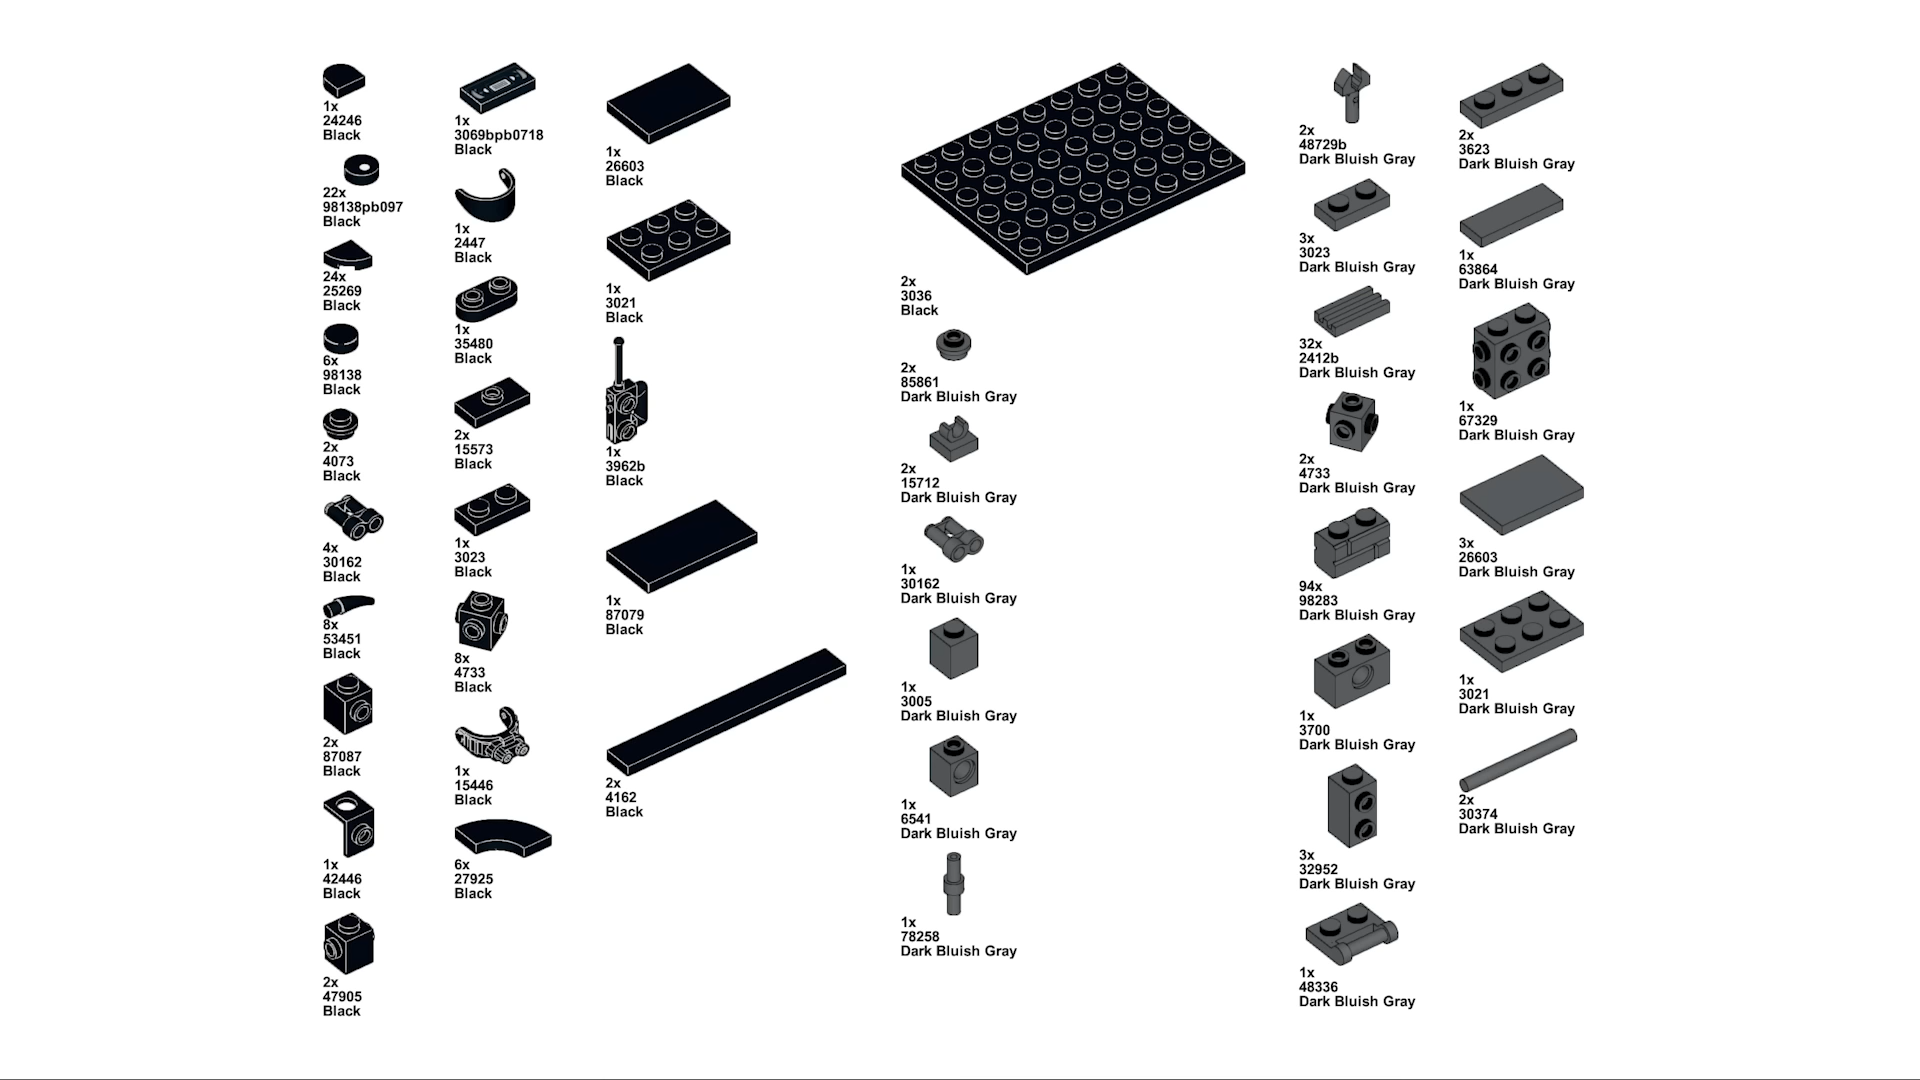 1x
24246
Black
22x
98138pb097
Black
24x
25269
Black
6x
98138
Black
2x
4073
Black
4x
30162
Black
8x
53451
Black
2x
87087
Black
1x
42446
Black
2x
47905
Black
1x
3069bpb0718
Black
1x
2447
Black
1x
35480
Black
2x
15573
Black
1x
3023
Black
8x
4733
Black
1x
15446
Black
6x
27925
Black
1x
26603
Black
1x
3021
Black
1x
3962b
Black
1x
87079
Black
2x
4162
Black
2x
3036
Black
2x
85861
Dark Bluish Gray
2x
15712
Dark Bluish Gray
1x
30162
Dark Bluish Gray
1x
3005
Dark Bluish Gray
1x
6541
Dark Bluish Gray
1x
78258
Dark Bluish Gray
2x
48729b
Dark Bluish Gray
3x
3023
Dark Bluish Gray
32x
2412b
Dark Bluish Gray
2x
4733
Dark Bluish Gray
94x
98283
Dark Bluish Gray
1x
3700
Dark Bluish Gray
3x
32952
Dark Bluish Gray
1x
48336
Dark Bluish Gray
2x
3623
Dark Bluish Gray
1x
63864
Dark Bluish Gray
1x
67329
Dark Bluish Gray
3x
26603
Dark Bluish Gray
1x
3021
Dark Bluish Gray
2x
30374
Dark Bluish Gray